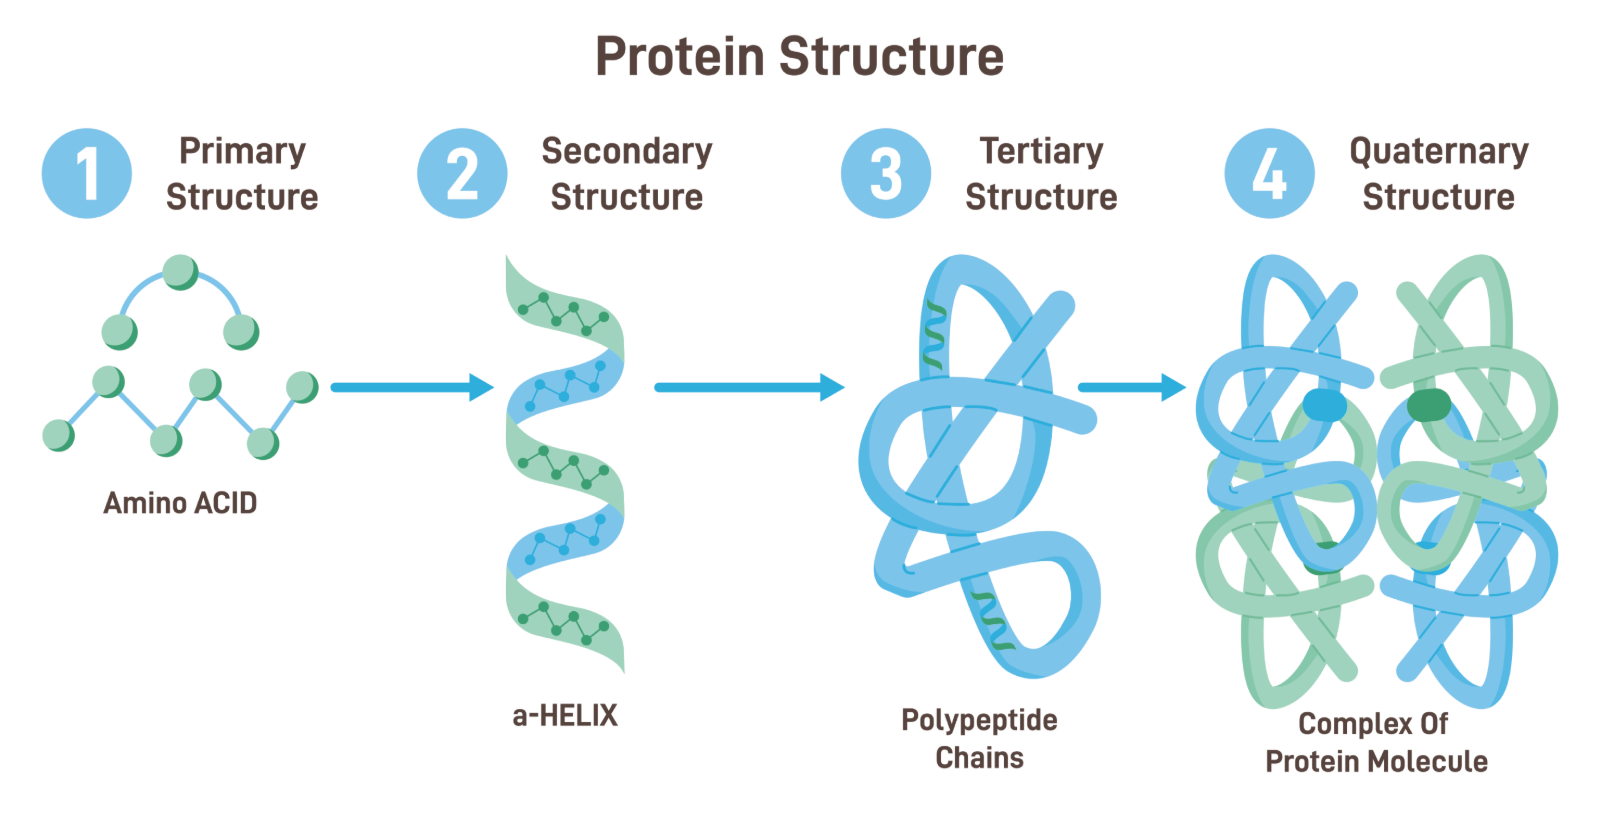 Protein Structure
1
Primary
Structure
2
Secondary
Structure
3
Tertiary
Structure
4
Quaternary
Structure
Amino ACID
a-HELIX
Polypeptide
Chains
Complex Of
Protein Molecule